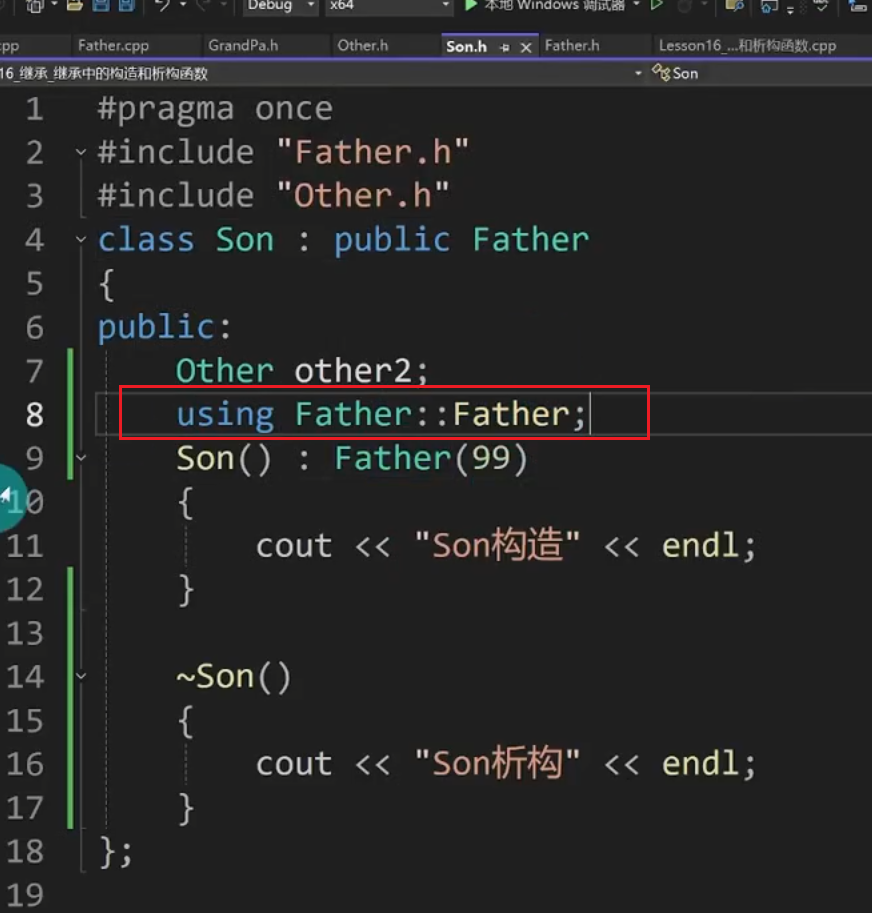 Debug x64 本地 Windows 调试器
cpp Father.cpp GrandPa.h Other.h Son.h Father.h Lesson16_...和析构函数.cpp
16_继承_继承中的构造和析构函数 Son
1 #pragma once
2 #include "Father.h"
3 #include "Other.h"
4 class Son : public Father
5 {
6 public:
7 Other other2;
8 using Father::Father;
9 Son() : Father(99)
10 {
11 cout << "Son构造" << endl;
12 }
13
14 ~Son()
15 {
16 cout << "Son析构" << endl;
17 }
18 };
19